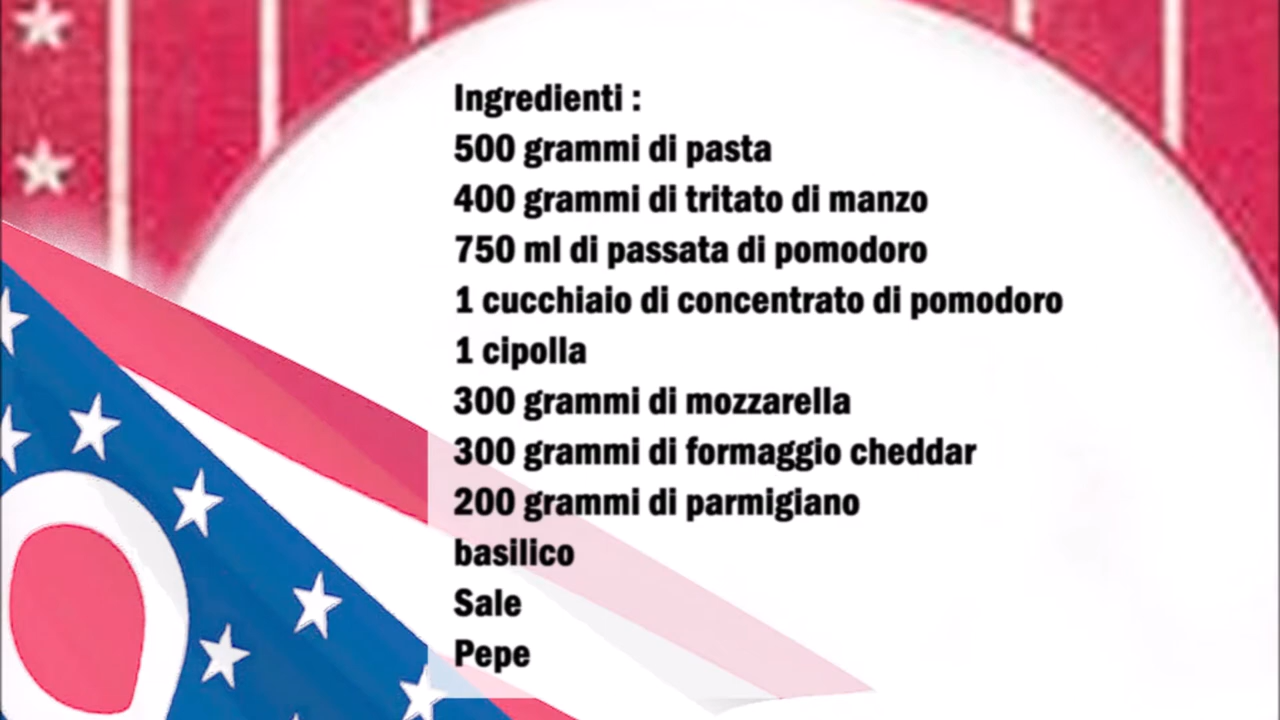 Ingredienti :
500 grammi di pasta
400 grammi di tritato di manzo
750 ml di passata di pomodoro
1 cucchiaio di concentrato di pomodoro
1 cipolla
300 grammi di mozzarella
300 grammi di formaggio cheddar
200 grammi di parmigiano
basilico
Sale
Pepe